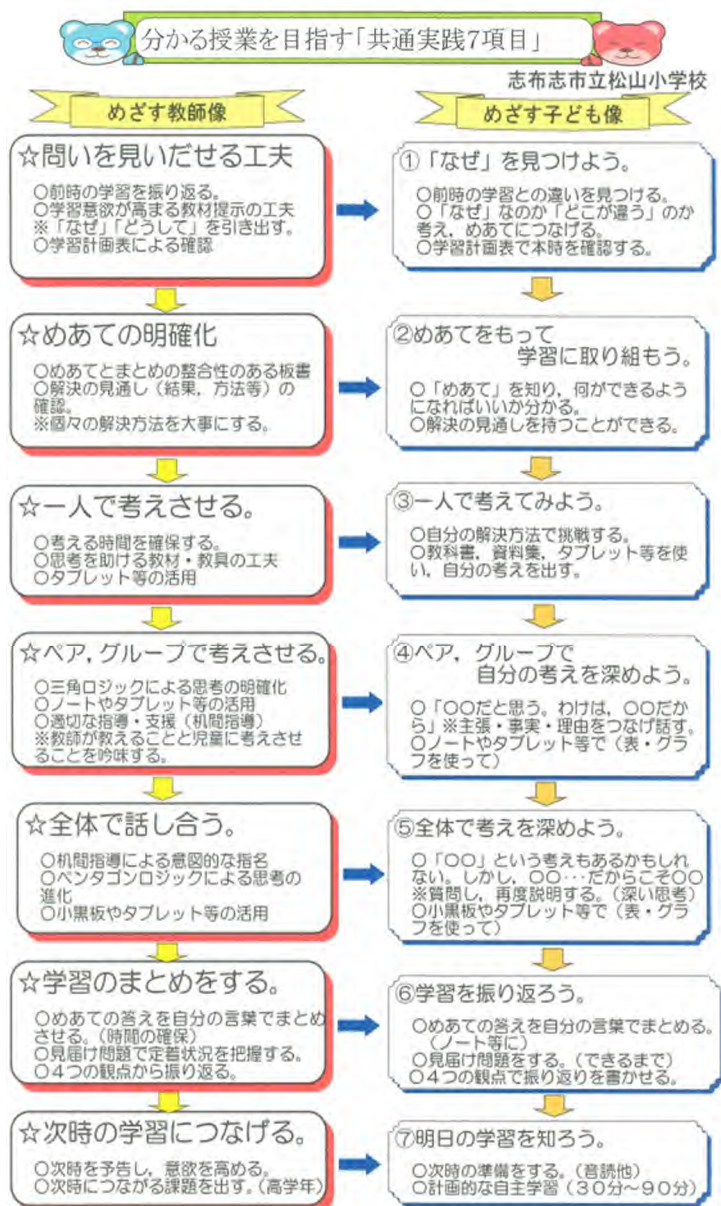 分かる授業を目指す「共通実践7項目」
志布志市立松山小学校
めざす教師像
☆問いを見いだせる工夫
○前時の学習を振り返る。
○学習意欲が高まる教材提示の工夫
※「なぜ」「どうして」を引き出す。
○学習計画表による確認
☆めあての明確化
○めあてとまとめの整合性のある板書
○解決の見通し（結果，方法等）の
確認。
※個々の解決方法を大事にする。
☆一人で考えさせる。
○考える時間を確保する。
○思考を助ける教材・教具の工夫
○タブレット等の活用
☆ペア，グループで考えさせる。
○三角ロジックによる思考の明確化
○ノートやタブレット等の活用
○適切な指導・支援（机間指導）
※教師が教えることと児童に考えさせ
ることを吟味する。
☆全体で話し合う。
○机間指導による意図的な指名
○ペンタゴンロジックによる思考の
進化
○小黒板やタブレット等の活用
☆学習のまとめをする。
○めあての答えを自分の言葉でまとめ
させる。（時間の確保）
○見届け問題で定着状況を把握する。
○４つの観点から振り返る。
☆次時の学習につなげる。
○次時を予告し，意欲を高める。
○次時につながる課題を出す。（高学年）
めざす子ども像
①「なぜ」を見つけよう。
○前時の学習との違いを見つける。
○「なぜ」なのか「どこが違う」のか
考え，めあてにつなげる。
○学習計画表で本時を確認する。
②めあてをもって
学習に取り組もう。
○「めあて」を知り，何ができるよう
になればいいか分かる。
○解決の見通しを持つことができる。
③一人で考えてみよう。
○自分の解決方法で挑戦する。
○教科書，資料集，タブレット等を使
い，自分の考えを出す。
④ペア，グループで
自分の考えを深めよう。
○「〇〇だと思う。わけは，〇〇だか
ら」※主張・事実・理由をつなげ話す。
○ノートやタブレット等で（表・グラ
フを使って）
⑤全体で考えを深めよう。
○「〇〇」という考えもあるかもしれ
ない。しかし，〇〇・・・だからこそ〇〇
※質問し，再度説明する。（深い思考）
○小黒板やタブレット等で（表・グラ
フを使って）
⑥学習を振り返ろう。
○めあての答えを自分の言葉でまとめる。
（ノート等に）
○見届け問題をする。（できるまで）
○４つの観点で振り返りを書かせる。
⑦明日の学習を知ろう。
○次時の準備をする。（音読他）
○計画的な自主学習（３０分～９０分）